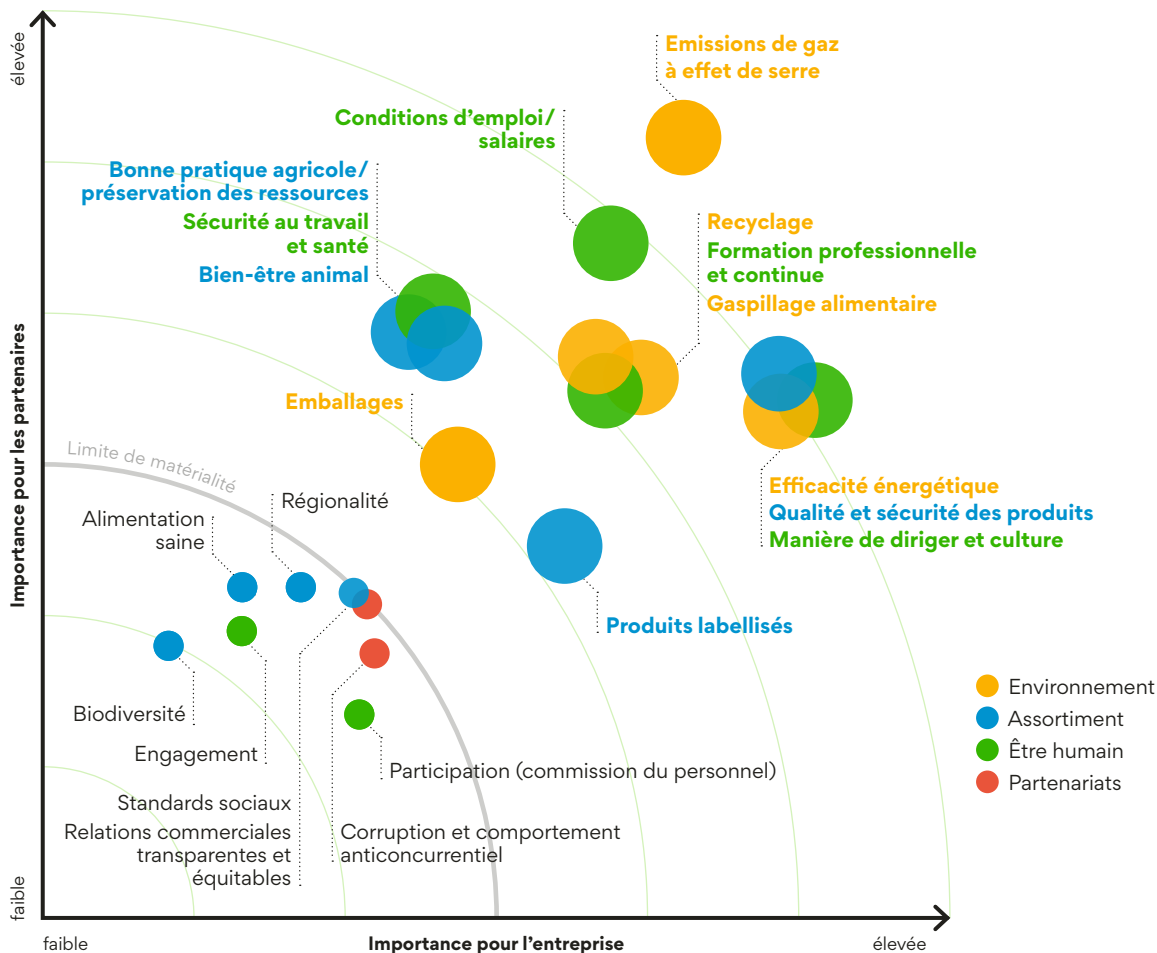 élevée
Emissions de gaz
à effet de serre
Conditions d'emploi/
salaires
Bonne pratique agricole/
préservation des ressources
Sécurité au travail
et santé
Bien-être animal
Recyclage
Formation professionnelle
et continue
Gaspillage alimentaire
Importance pour les partenaires
Emballages
Limite de matérialité
Régionalité
Alimentation
saine
Efficacité énergétique
Qualité et sécurité des produits
Manière de diriger et culture
Produits labellisés
Biodiversité
Engagement
Participation (commission du personnel)
Standards sociaux
Relations commerciales
transparentes et
équitables
Corruption et comportement
anticoncurrentiel
Environnement
Assortiment
Être humain
Partenariats
faible
faible
Importance pour l'entreprise
élevée